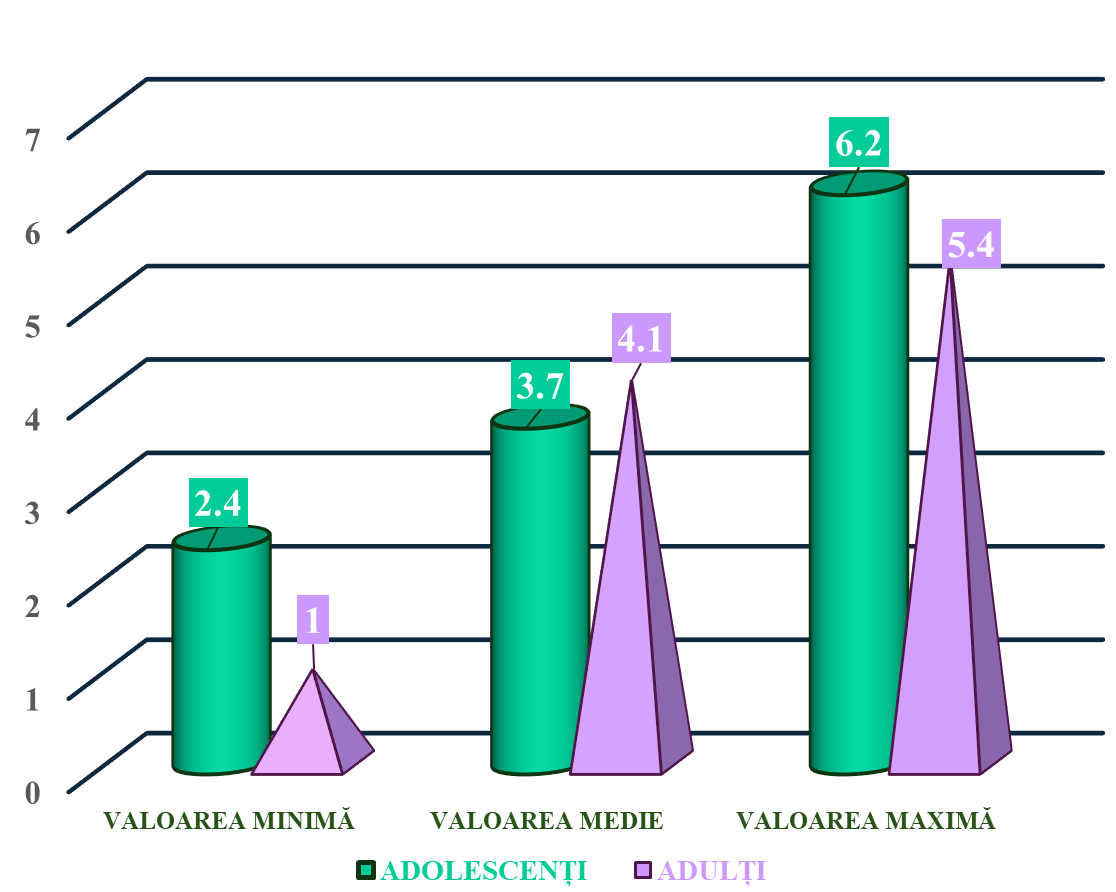 7
6
5
4
3
2
1
0
2.4
1
3.7
4.1
6.2
5.4
VALOAREA MINIMĂ
VALOAREA MEDIE
VALOAREA MAXIMĂ
ADOLESCENȚI
ADULȚI